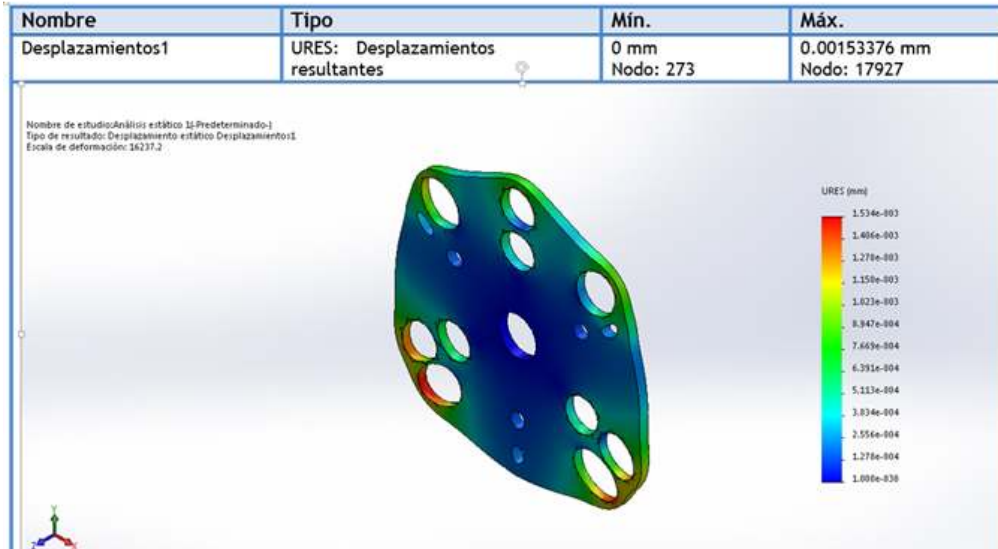 Nombre Tipo Mín. Máx.
Desplazamientos1 URES: Desplazamientos resultantes 0 mm Nodo: 273 0.00153376 mm Nodo: 17927
Nombre de estudio:Análisis estático 1(-Predeterminado-)
Tipo de resultado: Desplazamiento estático Desplazamientos1
Escala de deformación: 16237.2
URES (mm)
1.534e-003
1.406e-003
1.278e-003
1.150e-003
1.023e-003
8.947e-004
7.669e-004
6.391e-004
5.113e-004
3.834e-004
2.556e-004
1.278e-004
1.000e-030
Y
Z
X